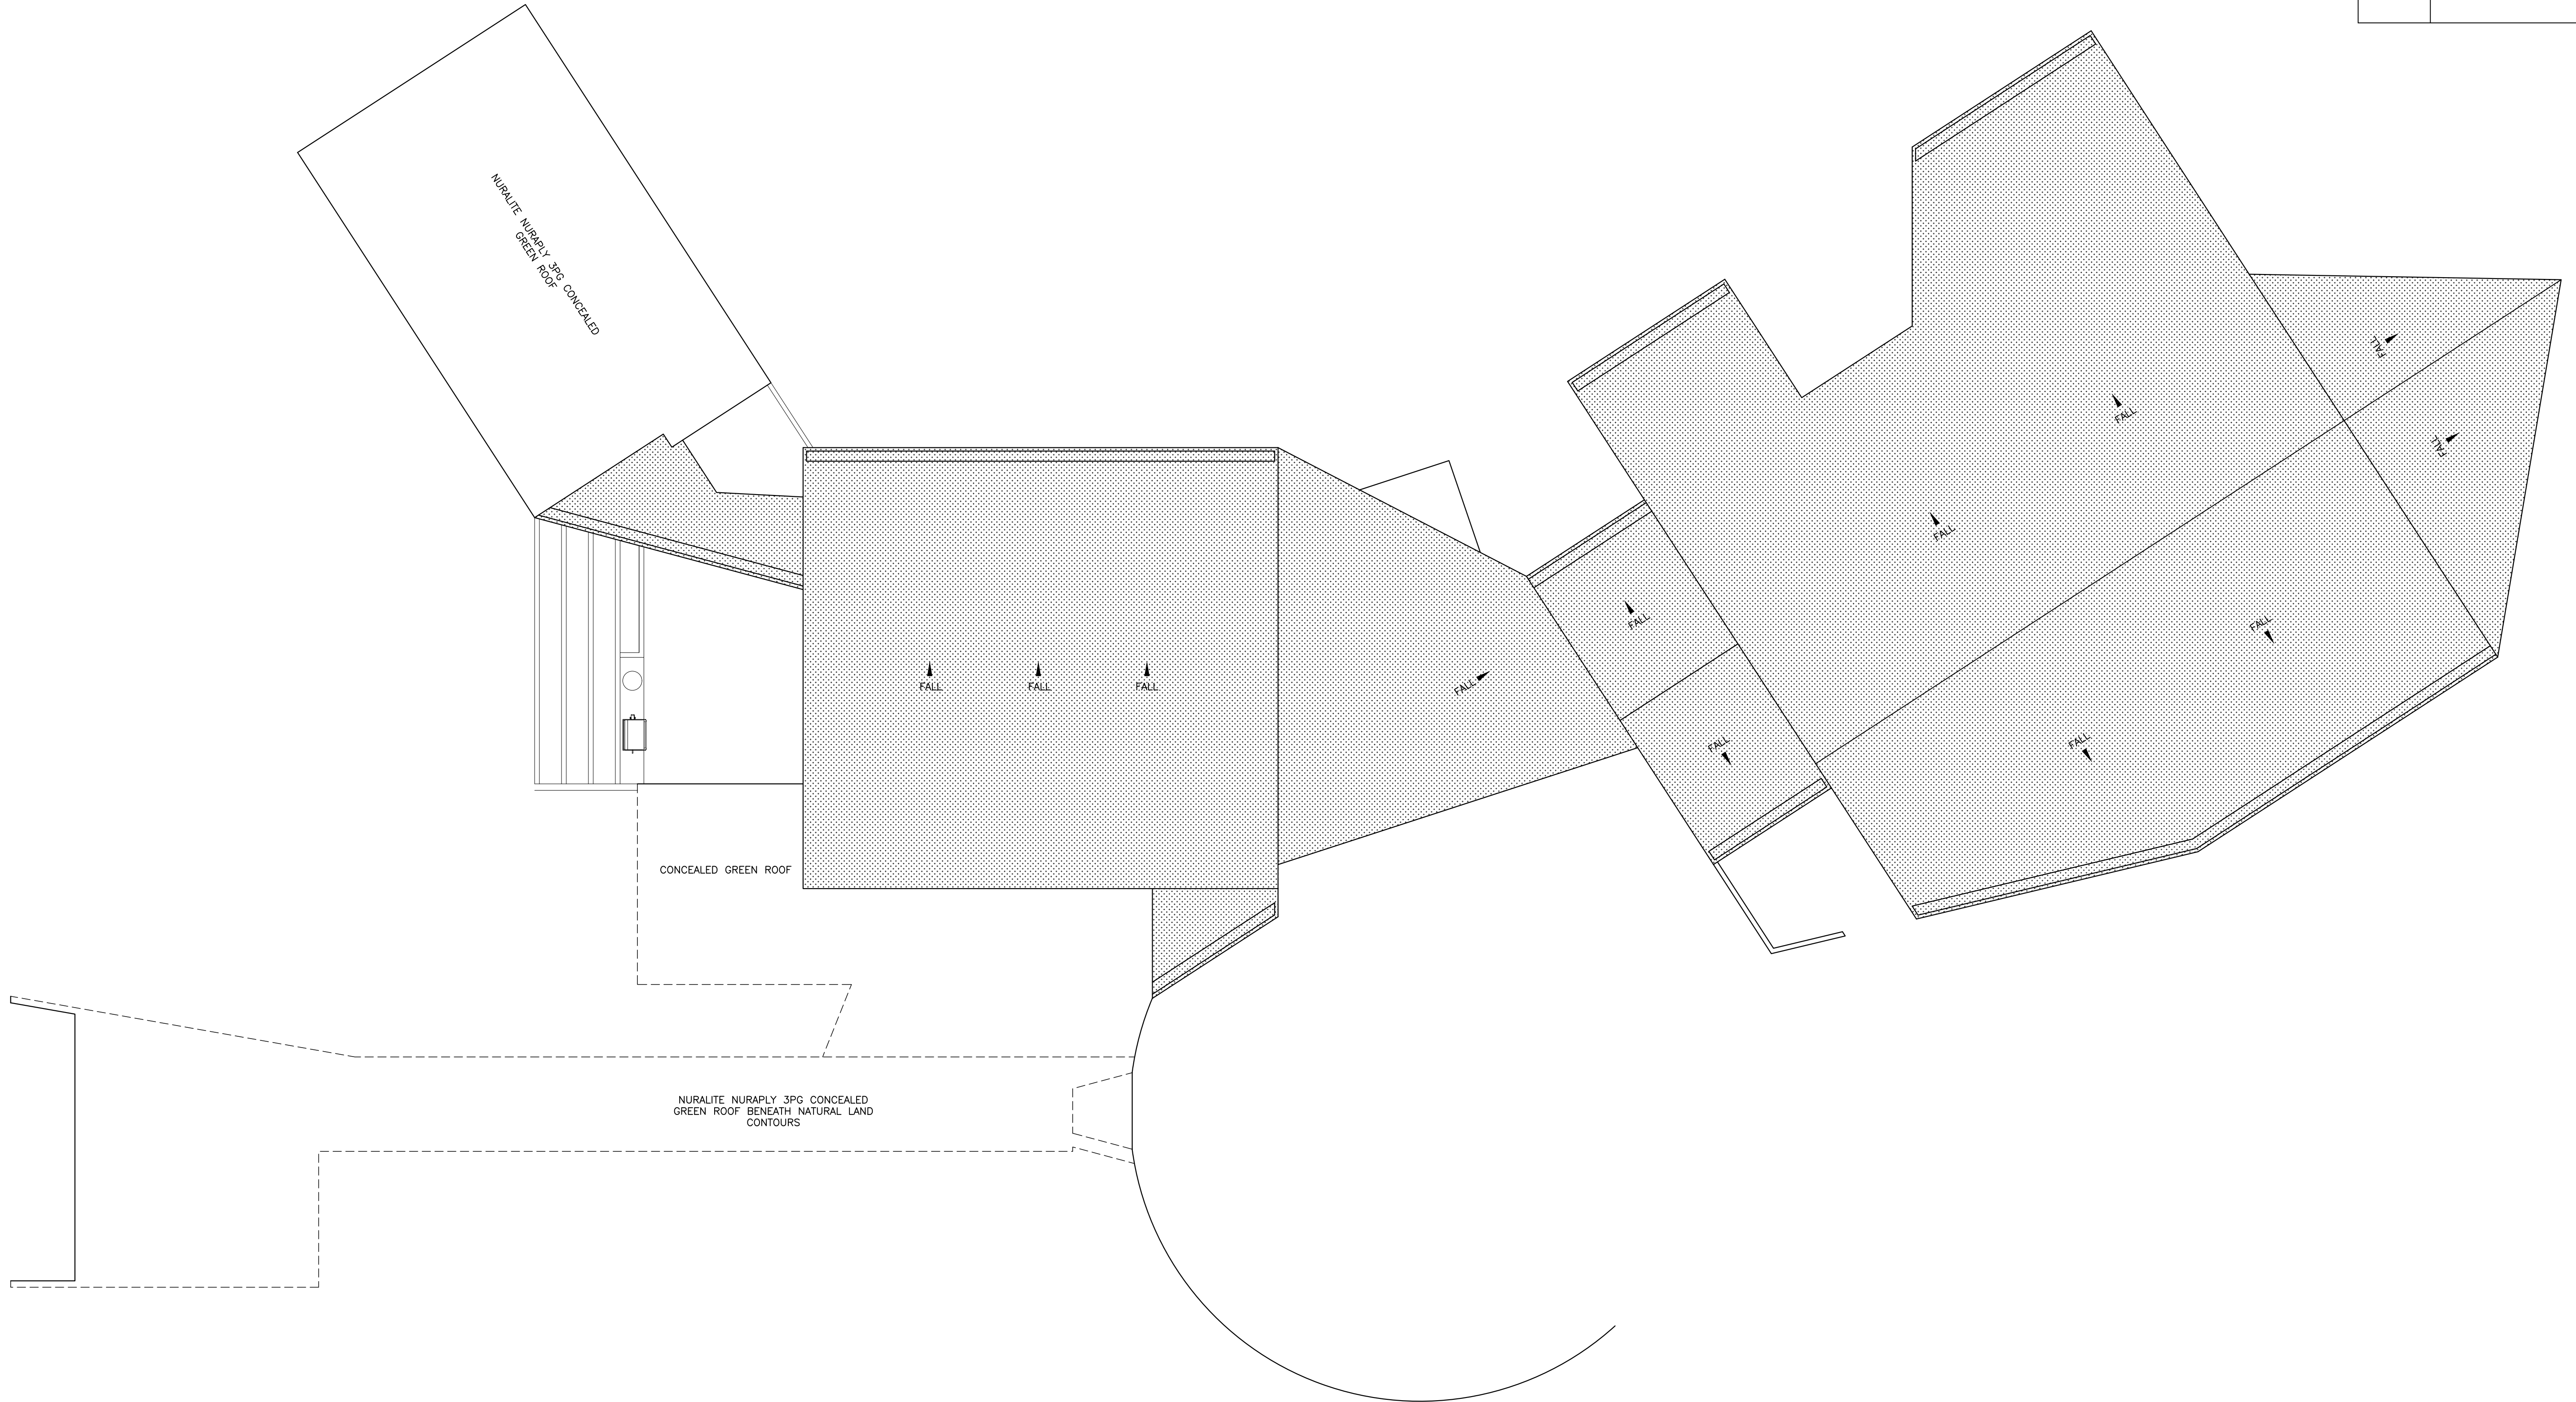 NURALITE NURAPLY 3PG CONCEALED
GREEN ROOF
FALL
FALL
FALL
FALL
FALL
FALL
FALL
FALL
FALL
FALL
FALL
FALL
CONCEALED GREEN ROOF
NURALITE NURAPLY 3PG CONCEALED
GREEN ROOF BENEATH NATURAL LAND
CONTOURS